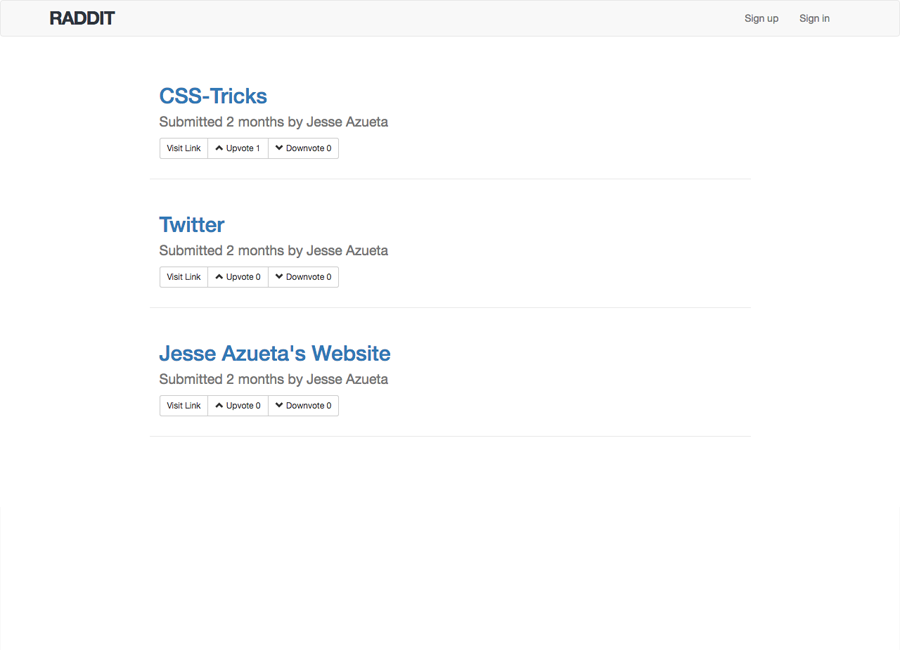 RADDIT Sign up Sign in
CSS-Tricks
Submitted 2 months by Jesse Azueta
Visit Link Upvote 1 Downvote 0
Twitter
Submitted 2 months by Jesse Azueta
Visit Link Upvote 0 Downvote 0
Jesse Azueta's Website
Submitted 2 months by Jesse Azueta
Visit Link Upvote 0 Downvote 0